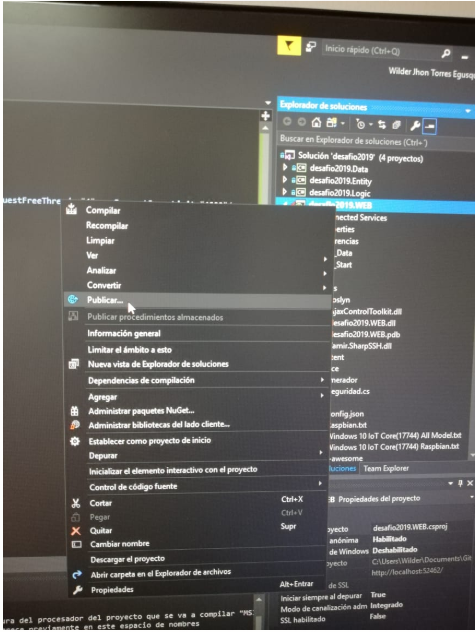 Inicio rápido (Ctrl+Q)
Wilder Jhon Torres Egusq
Explorador de soluciones
Buscar en Explorador de soluciones (Ctrl+')
Solución 'desafio2019' (4 proyectos)
desafio2019.Data
desafio2019.Entity
desafio2019.Logic
desafio2019.WEB
uestFreeThre
nected Services
erties
rencias
_Data
_Start
s
oslyn
jaxControlToolkit.dll
esafio2019.WEB.dll
esafio2019.WEB.pdb
amir.SharpSSH.dll
tent
ce
nerador
eguridad.cs
onfig.json
aspbian.txt
Windows 10 IoT Core(17744) All Model.txt
Windows 10 IoT Core(17744) Raspbian.txt
-awesome
luciones Team Explorer
Compilar
Recompilar
Limpiar
Ver
Analizar
Convertir
Publicar...
Publicar procedimientos almacenados
Información general
Limitar el ámbito a esto
Nueva vista de Explorador de soluciones
Dependencias de compilación
Agregar
Administrar paquetes NuGet...
Administrar bibliotecas del lado cliente...
Establecer como proyecto de inicio
Depurar
Inicializar el elemento interactivo con el proyecto
Control de código fuente
Cortar Ctrl+X
Pegar Ctrl+V
Quitar Supr
Cambiar nombre
Descargar el proyecto
Abrir carpeta en el Explorador de archivos
Propiedades Alt+Entrar
EB Propiedades del proyecto
oyecto desafio2019.WEB.csproj
anónima Habilitado
de Windows Deshabilitado
oyecto C:\Users\Wilder\Documents\Git
http://localhost:52462/
de SSL
Iniciar siempre al depurar True
Modo de canalización adm Integrado
SSL habilitado False
ura del procesador del proyecto que se va a compilar "MS
erece previamente en este espacio de nombres